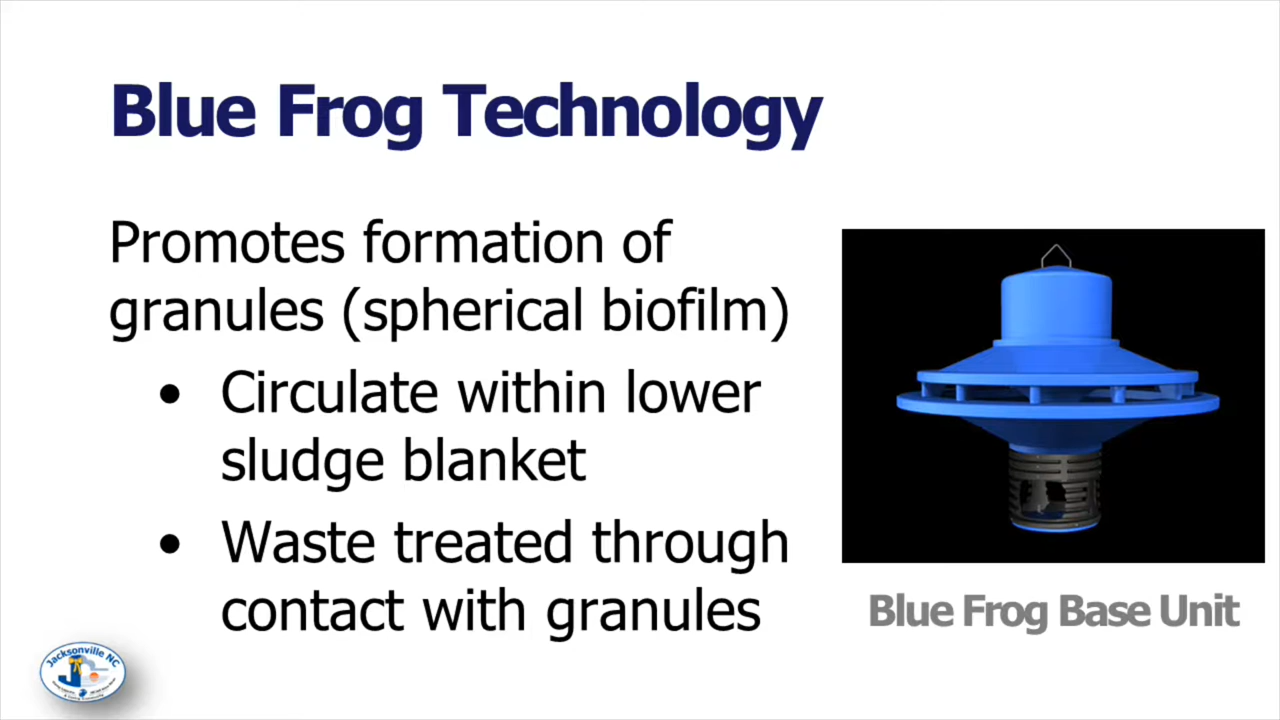 Blue Frog Technology
Promotes formation of
granules (spherical biofilm)
• Circulate within lower
sludge blanket
• Waste treated through
contact with granules
Blue Frog Base Unit
Jacksonville NC